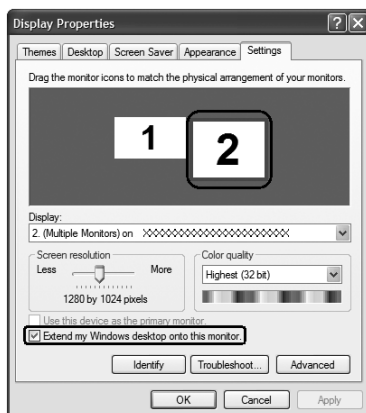 Display Properties
Themes Desktop Screen Saver Appearance Settings
Drag the monitor icons to match the physical arrangement of your monitors.
1 2
Display:
2. (Multiple Monitors) on XXXXXXXXXXXXXXXXXXXXXXX
Screen resolution Color quality
Less More Highest (32 bit)
1280 by 1024 pixels
Use this device as the primary monitor.
Extend my Windows desktop onto this monitor.
Identify Troubleshoot... Advanced
OK Cancel Apply